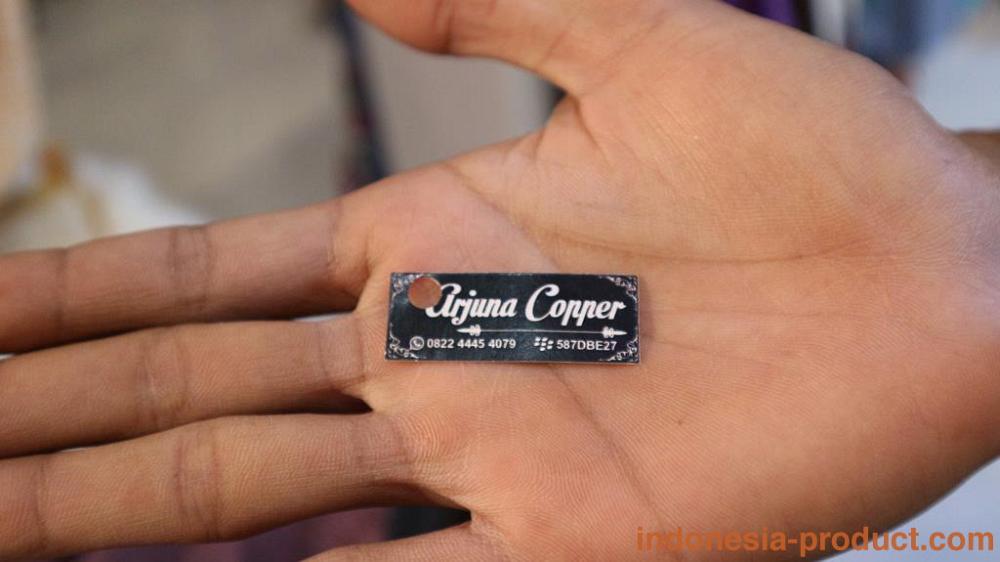 Arjuna Copper
0822 4445 4079 587DBE27
indonesia-product.com